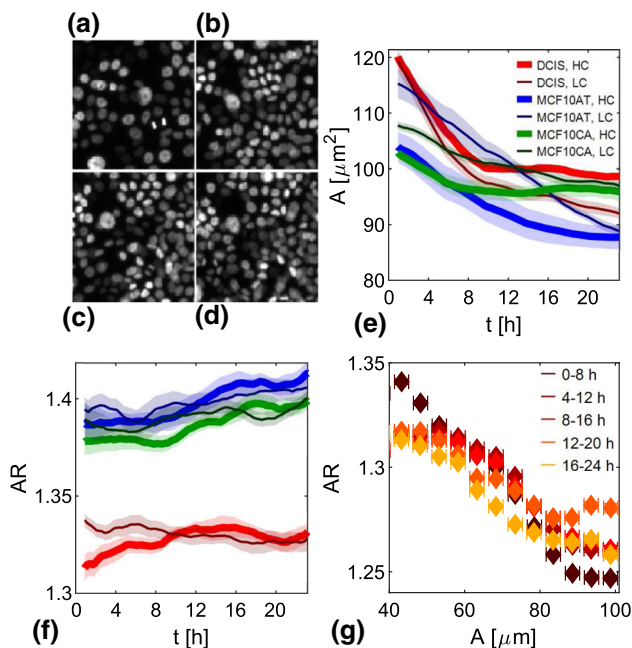 (a)
(b)
(c)
(d)
120
110
100
90
80
A [μm²]
0
4
8
12
16
20
t [h]
DCIS, HC
DCIS, LC
MCF10AT, HC
MCF10AT, LC
MCF10CA, HC
MCF10CA, LC
(e)
1.4
1.35
1.3
AR
0
4
8
12
16
20
t [h]
(f)
1.35
1.3
1.25
AR
40
60
80
100
A [μm]
0-8 h
4-12 h
8-16 h
12-20 h
16-24 h
(g)